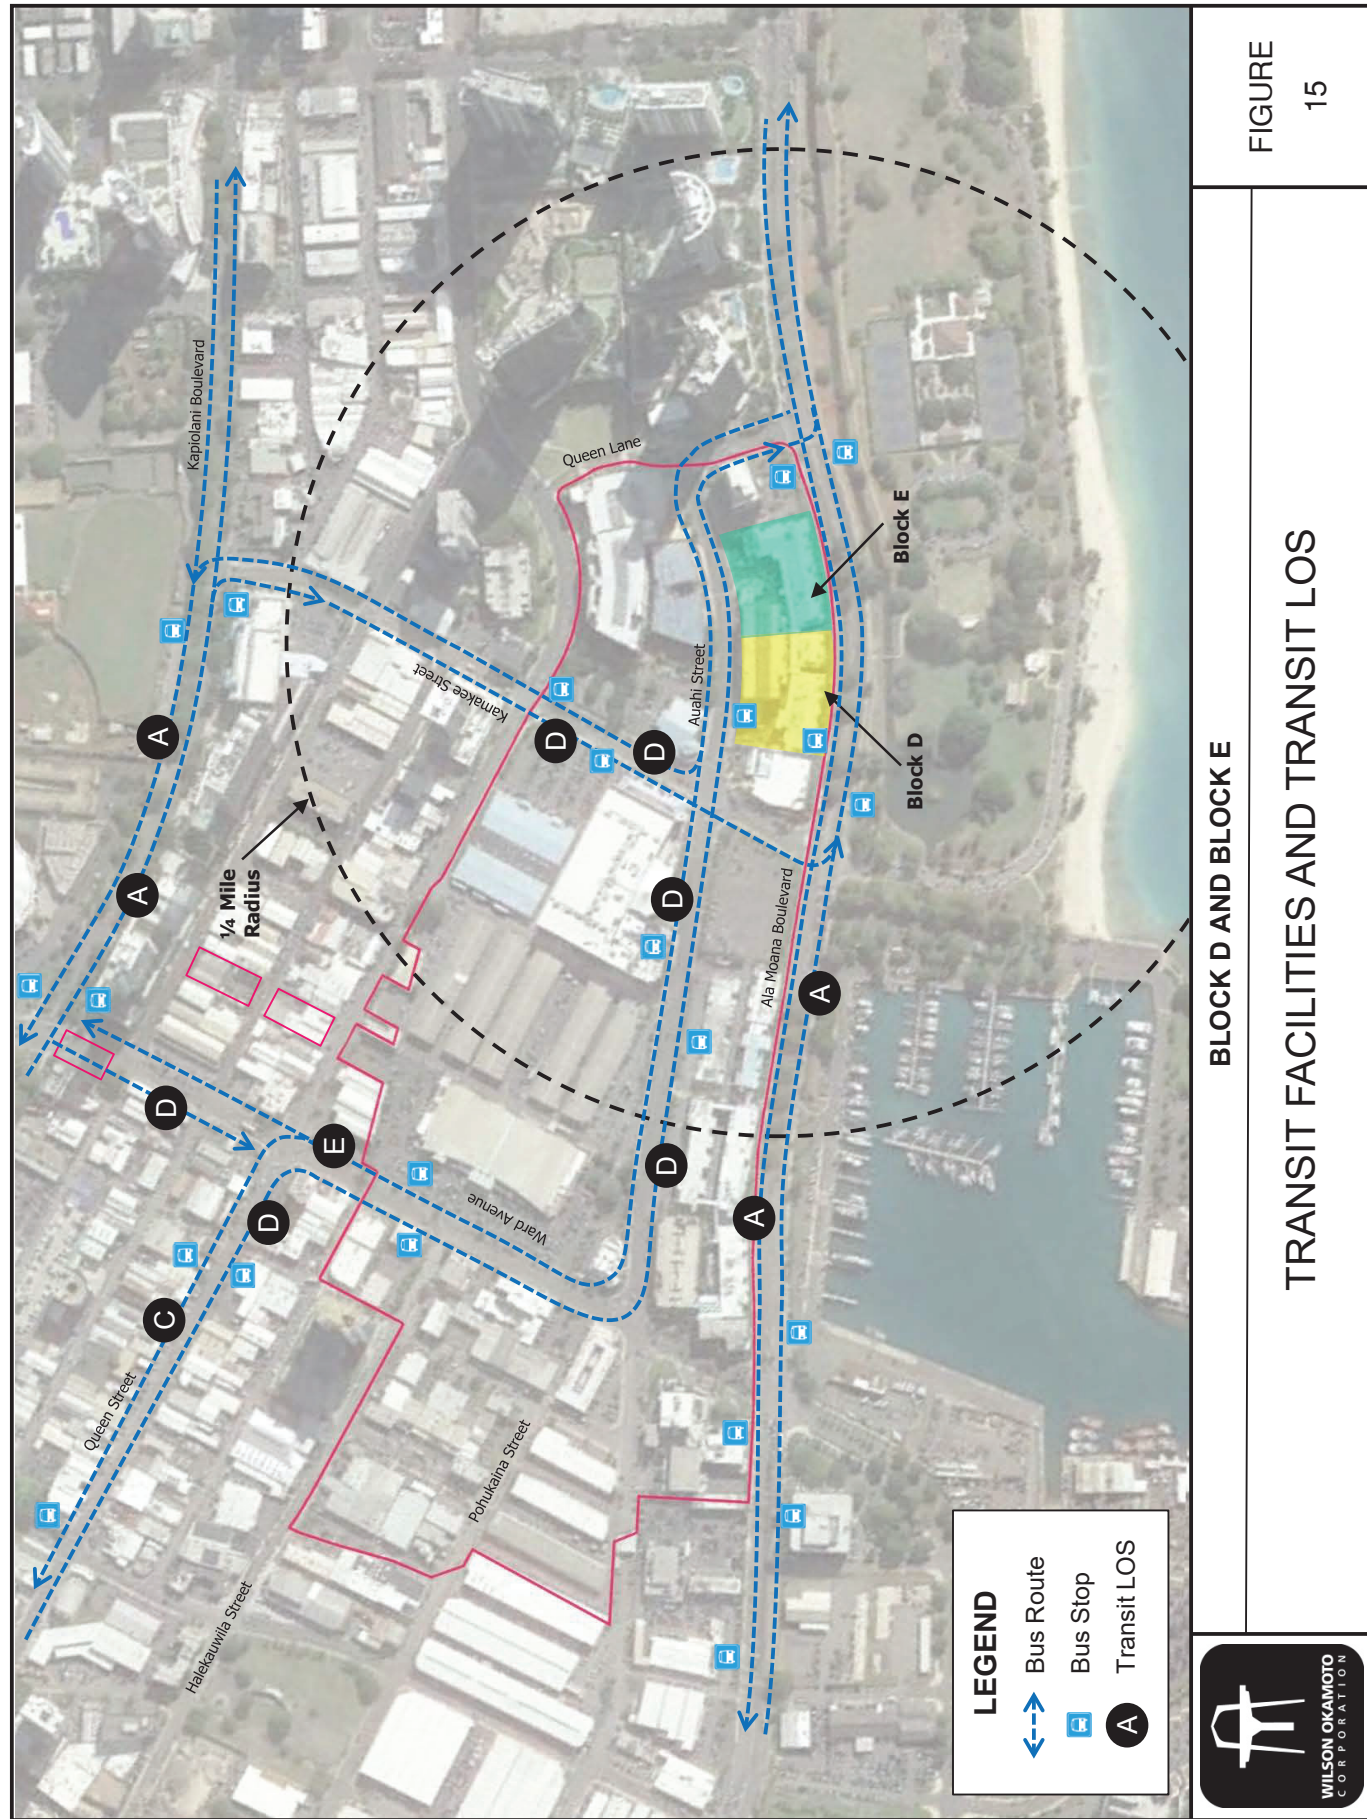 Kapiolani Boulevard
Queen Lane
Kamakee Street
Auahi Street
Block E
Block D
¼ Mile
Radius
Ala Moana Boulevard
Ward Avenue
Queen Street
Pohukaina Street
Halekauwila Street
A
A
D
D
D
D
A
A
D
E
D
C
LEGEND
Bus Route
Bus Stop
A
Transit LOS
WILSON OKAMOTO
CORPORATION
BLOCK D AND BLOCK E
TRANSIT FACILITIES AND TRANSIT LOS
FIGURE
15